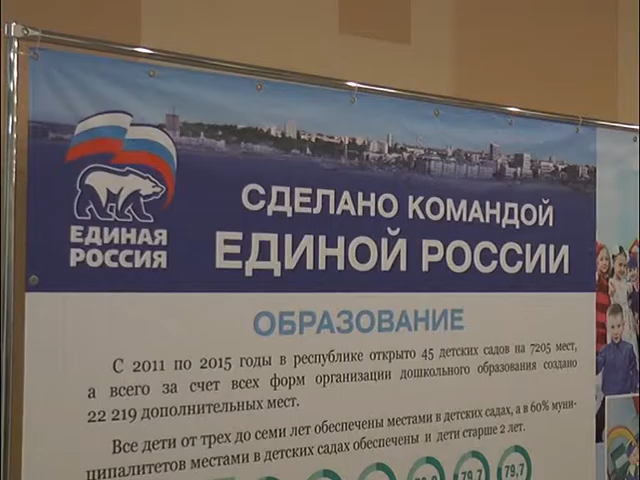 ЕДИНАЯ
РОССИЯ
СДЕЛАНО КОМАНДОЙ
ЕДИНОЙ РОССИИ
ОБРАЗОВАНИЕ
С 2011 по 2015 годы в республике открыто 45 детских садов на 7205 мест,
а всего за счет всех форм организации дошкольного образования создано
22 219 дополнительных мест.
Все дети от трех до семи лет обеспечены местами в детских садах, а в 60% муни-
ципалитетов местами в детских садах обеспечены и дети старше 2 лет.
79,7 79,7